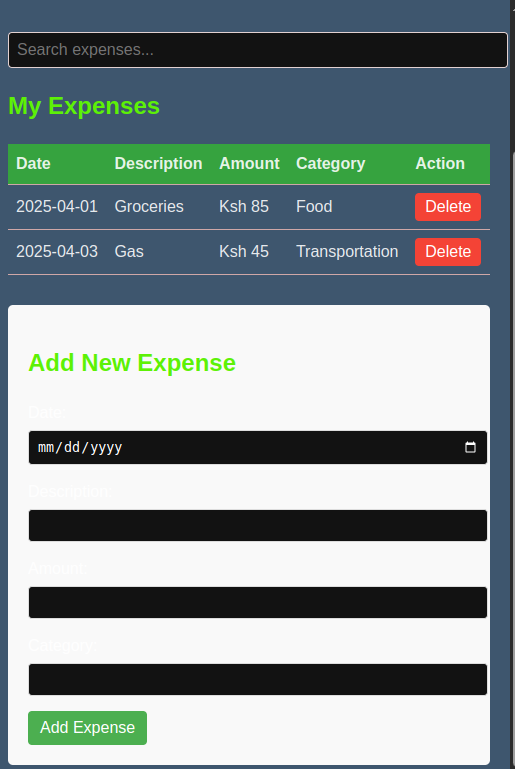 Search expenses...
My Expenses
Date Description Amount Category Action
2025-04-01 Groceries Ksh 85 Food Delete
2025-04-03 Gas Ksh 45 Transportation Delete
Add New Expense
Date:
mm/dd/yyyy
Description:
Amount:
Category:
Add Expense